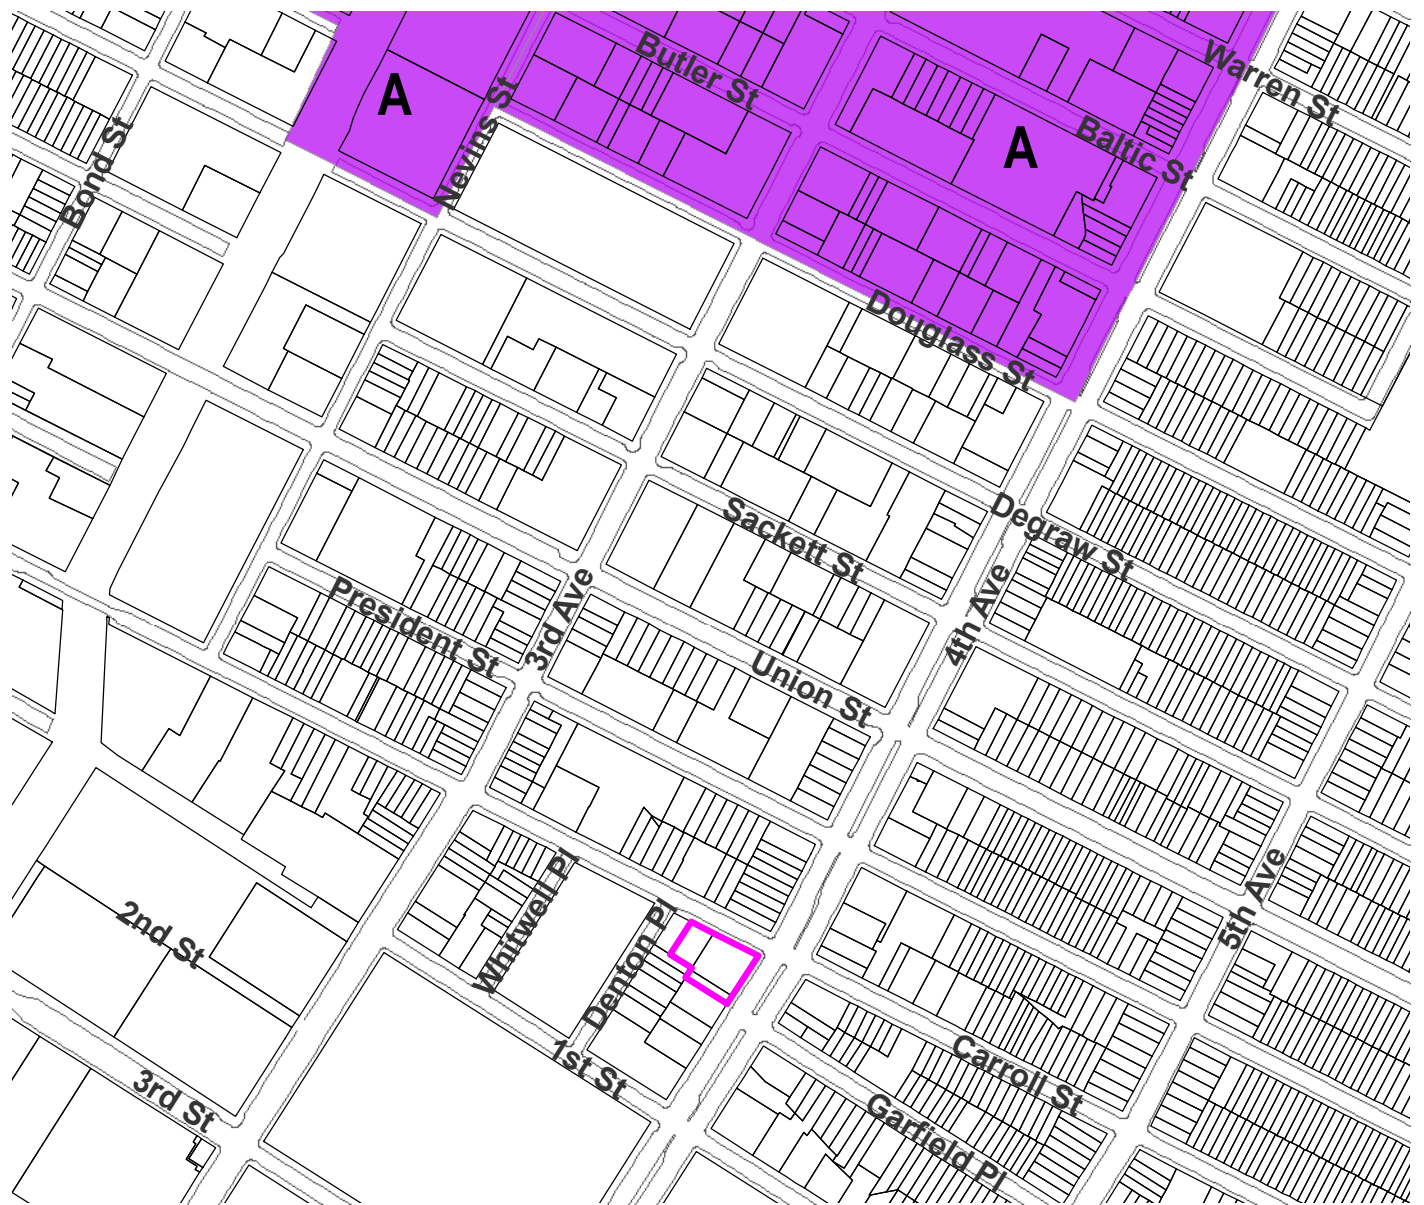 Warren St
Butler St
A
Nevins St
A
Baltic St
Bond St
Douglass St
Sackett St
Degraw St
President St
3rd Ave
4th Ave
Union St
Whitwell Pl
Denton Pl
5th Ave
2nd St
1st St
Carroll St
3rd St
Garfield Pl